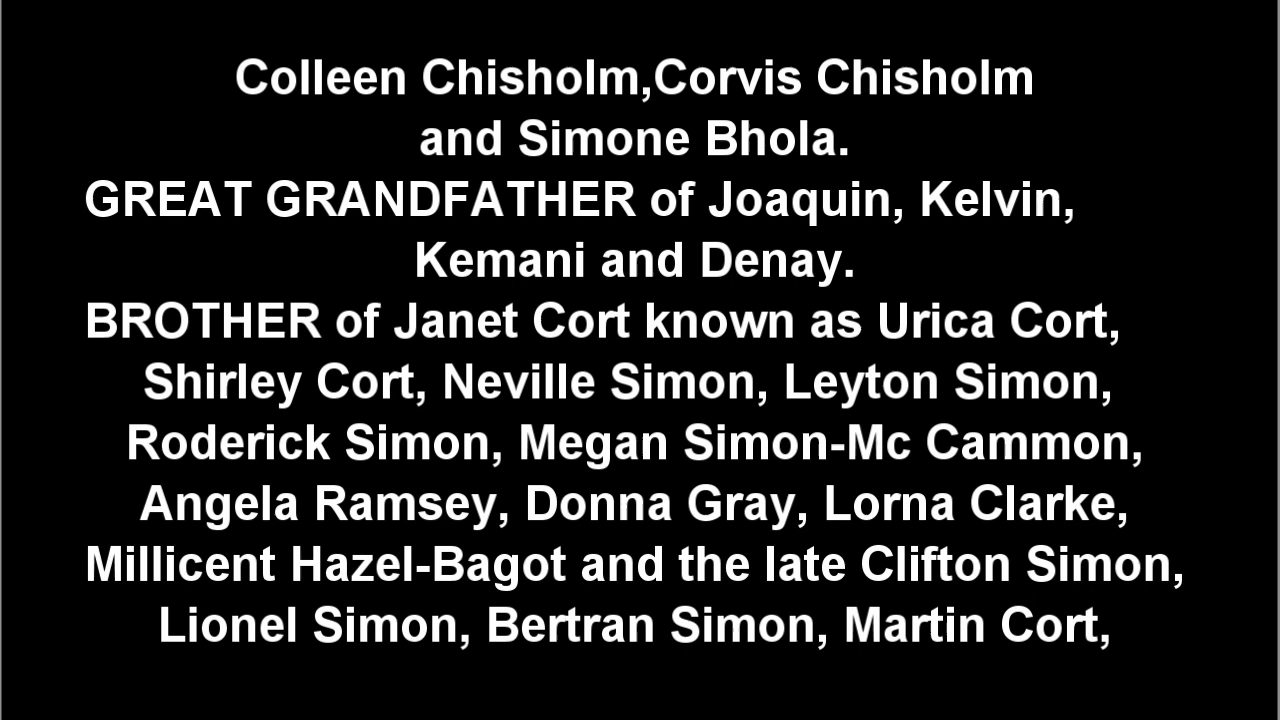 Colleen Chisholm,Corvis Chisholm
and Simone Bhola.
GREAT GRANDFATHER of Joaquin, Kelvin,
Kemani and Denay.
BROTHER of Janet Cort known as Urica Cort,
Shirley Cort, Neville Simon, Leyton Simon,
Roderick Simon, Megan Simon-Mc Cammon,
Angela Ramsey, Donna Gray, Lorna Clarke,
Millicent Hazel-Bagot and the late Clifton Simon,
Lionel Simon, Bertran Simon, Martin Cort,